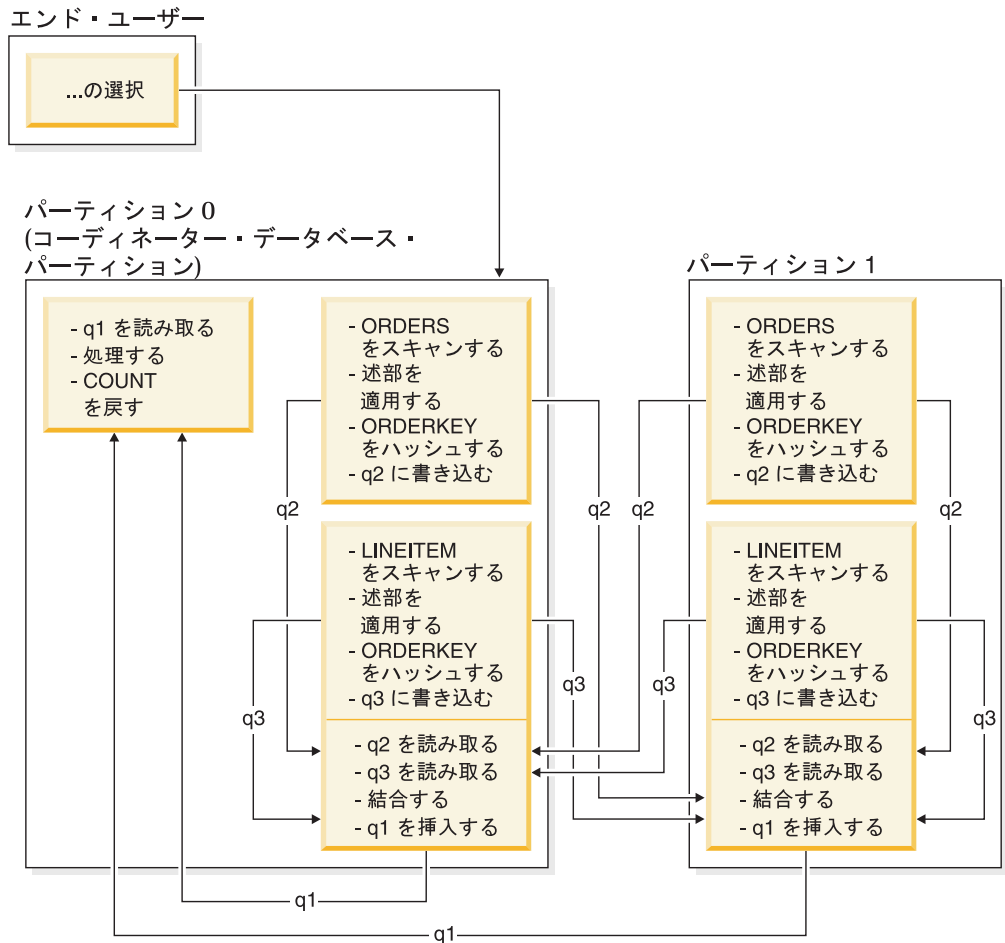 エンド・ユーザー
...の選択
パーティション 0
(コーディネーター・データベース・
パーティション)
- q1 を読み取る
- 処理する
- COUNT
を戻す
- ORDERS
をスキャンする
- 述部を
適用する
- ORDERKEY
をハッシュする
- q2 に書き込む
- LINEITEM
をスキャンする
- 述部を
適用する
- ORDERKEY
をハッシュする
- q3 に書き込む
- q2 を読み取る
- q3 を読み取る
- 結合する
- q1 を挿入する
パーティション 1
- ORDERS
をスキャンする
- 述部を
適用する
- ORDERKEY
をハッシュする
- q2 に書き込む
- LINEITEM
をスキャンする
- 述部を
適用する
- ORDERKEY
をハッシュする
- q3 に書き込む
- q2 を読み取る
- q3 を読み取る
- 結合する
- q1 を挿入する
q2
q2
q2
q2
q3
q3
q3
q3
q1
q1